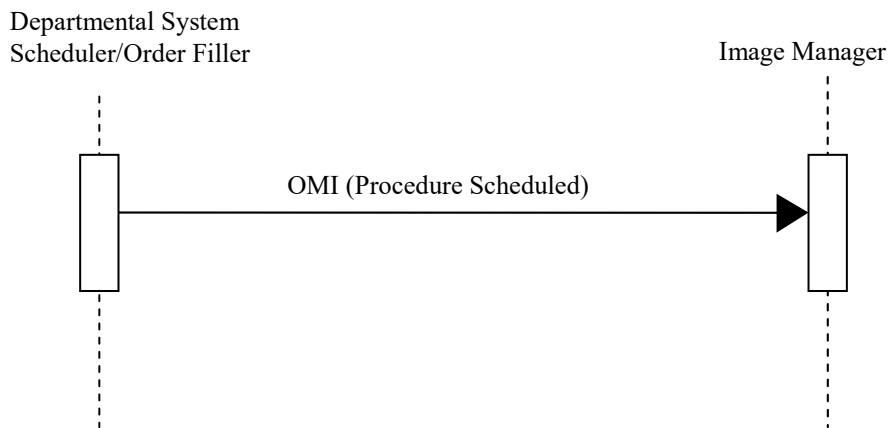 Departmental System
Scheduler/Order Filler
Image Manager
OMI (Procedure Scheduled)